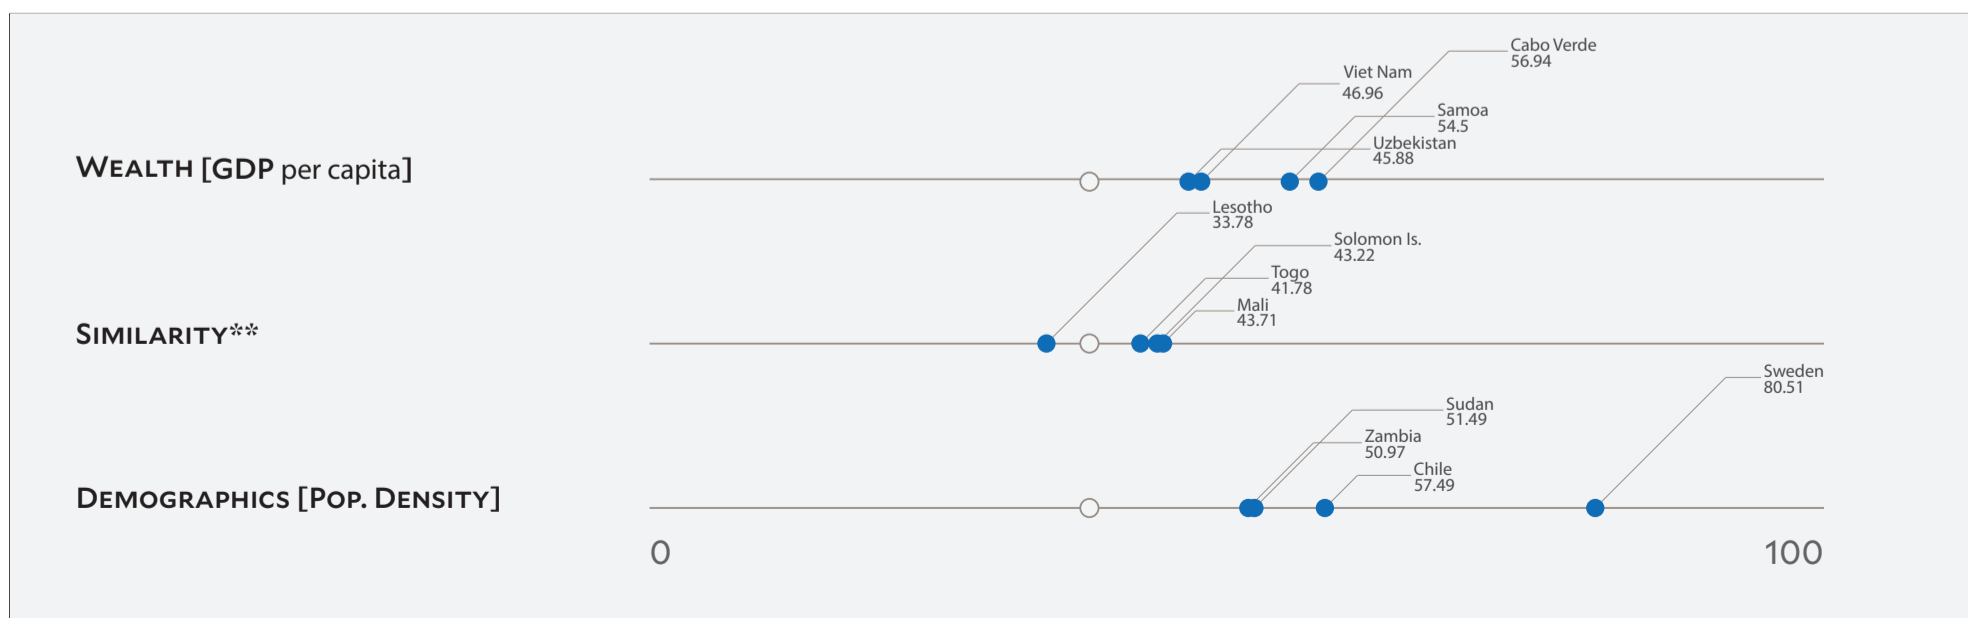 Cabo Verde
56.94
Viet Nam
46.96
Samoa
54.5
Uzbekistan
45.88
WEALTH [GDP per capita]
Lesotho
33.78
Solomon Is.
43.22
Togo
41.78
Mali
43.71
SIMILARITY**
Sweden
80.51
Sudan
51.49
Zambia
50.97
Chile
57.49
DEMOGRAPHICS [POP. DENSITY]
0 100